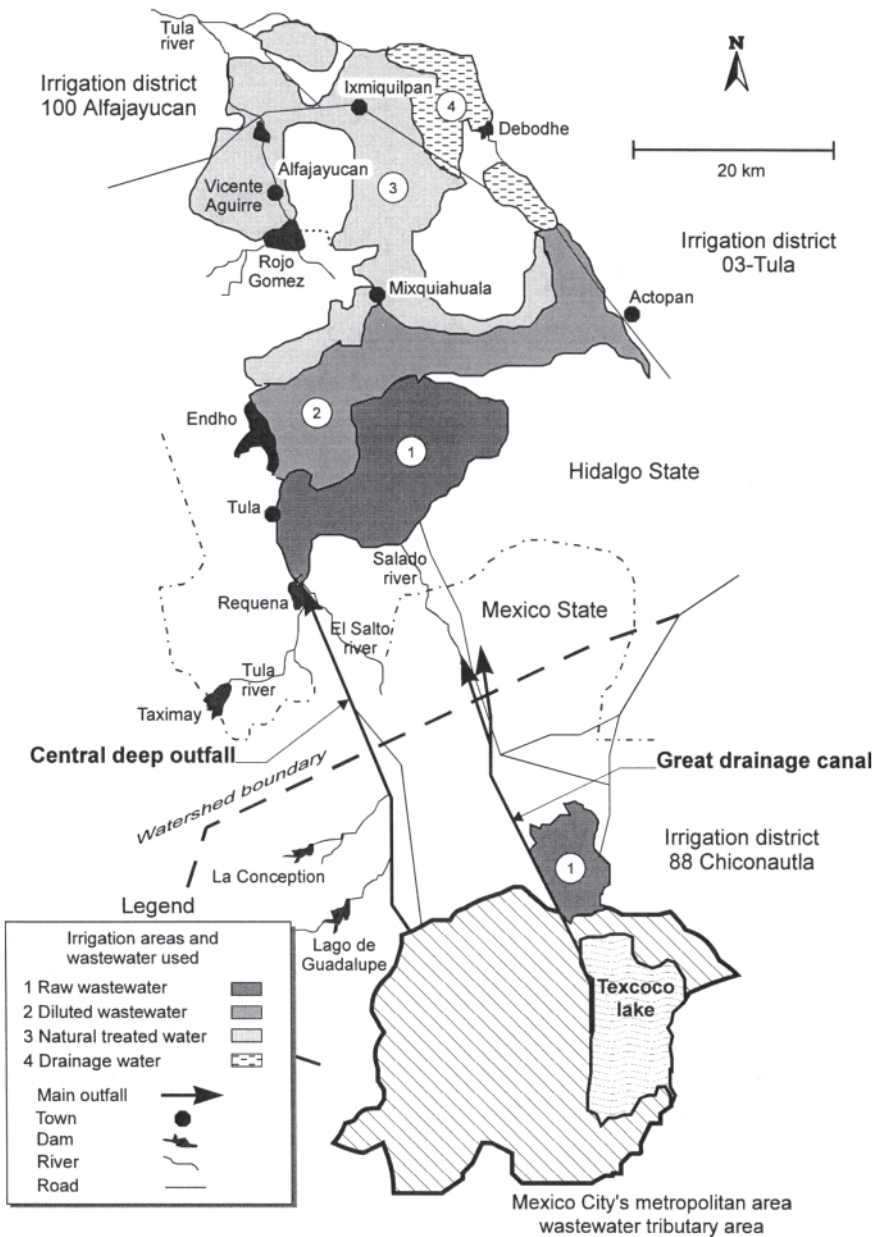 Tula
river
N
Irrigation district
100 Alfajayucan
Ixmiquilpan
4
Debodhe
20 km
Alfajayucan
Vicente
Aguirre
3
Rojo
Gomez
Irrigation district
03-Tula
Mixquiahuala
Actopan
Endho
2
1
Hidalgo State
Tula
Salado
river
Requena
El Salto
river
Mexico State
Tula
river
Taximay
Central deep outfall
Great drainage canal
Watershed boundary
Irrigation district
88 Chiconautla
1
La Conception
Lago de
Guadalupe
Texcoco
lake
Legend
Irrigation areas and
wastewater used
1 Raw wastewater
2 Diluted wastewater
3 Natural treated water
4 Drainage water
Main outfall
Town
Dam
River
Road
Mexico City's metropolitan area
wastewater tributary area